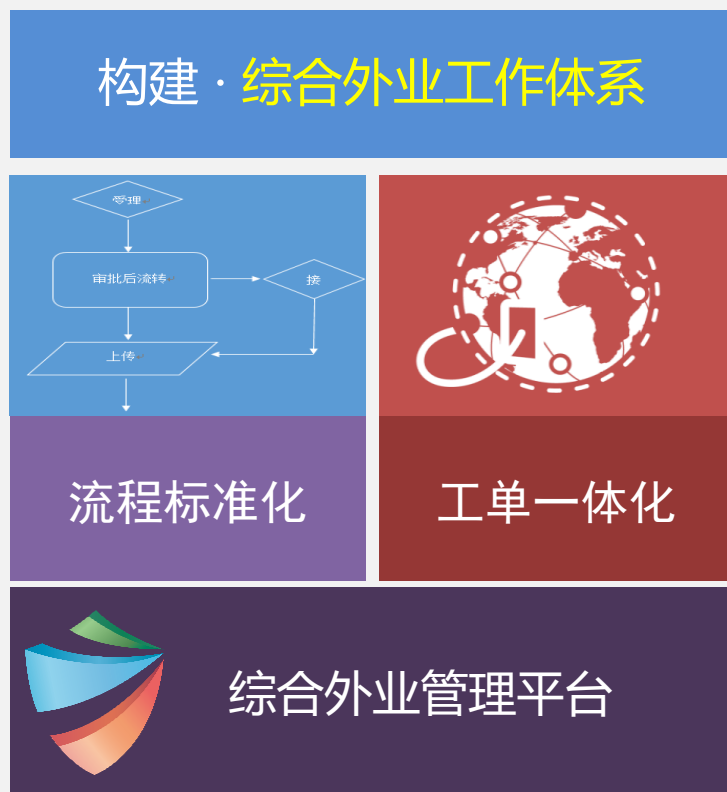 构建 · 综合外业工作体系
受理
审批后流转
接
上传
流程标准化
工单一体化
综合外业管理平台